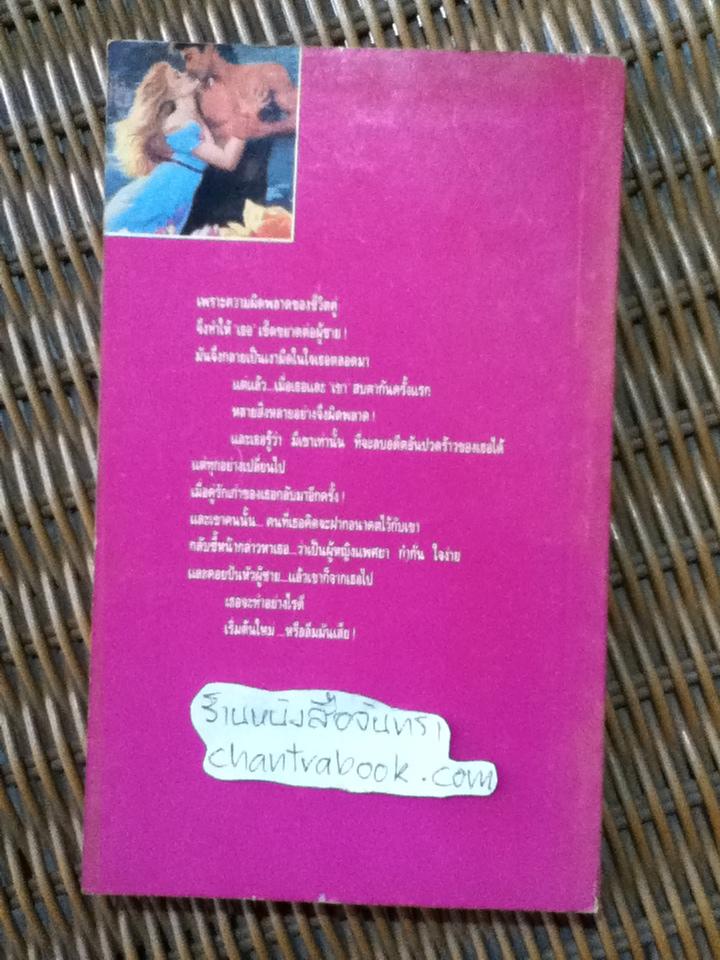 เพราะความผิดพลาดของชีวิตคู่
จึงทำให้ 'เธอ' เข็ดขยาดต่อผู้ชาย !
มันจึงกลายเป็นเงามืดในใจเธอตลอดมา
แต่แล้ว...เมื่อเธอและ 'เขา' สบตากันครั้งแรก
หลายสิ่งหลายอย่างจึงผิดพลาด !
และเธอรู้ว่า มีเขาเท่านั้น ที่จะลบอดีตอันปวดร้าวของเธอได้
แต่ทุกอย่างเปลี่ยนไป
เมื่อคู่รักเก่าของเธอกลับมาอีกครั้ง !
และเขาคนนั้น... คนที่เธอคิดจะฝากอนาคตไว้กับเขา
กลับชี้หน้ากล่าวหาเธอ...ว่าเป็นผู้หญิงแพศยา กำกัน ใจง่าย
และคอยปั่นหัวผู้ชาย...แล้วเขาก็จากเธอไป
เธอจะทำอย่างไรดี
เริ่มต้นใหม่ ...หรือลืมมันเสีย !
ร้านหนังสือจันทรา
chantrabook.com